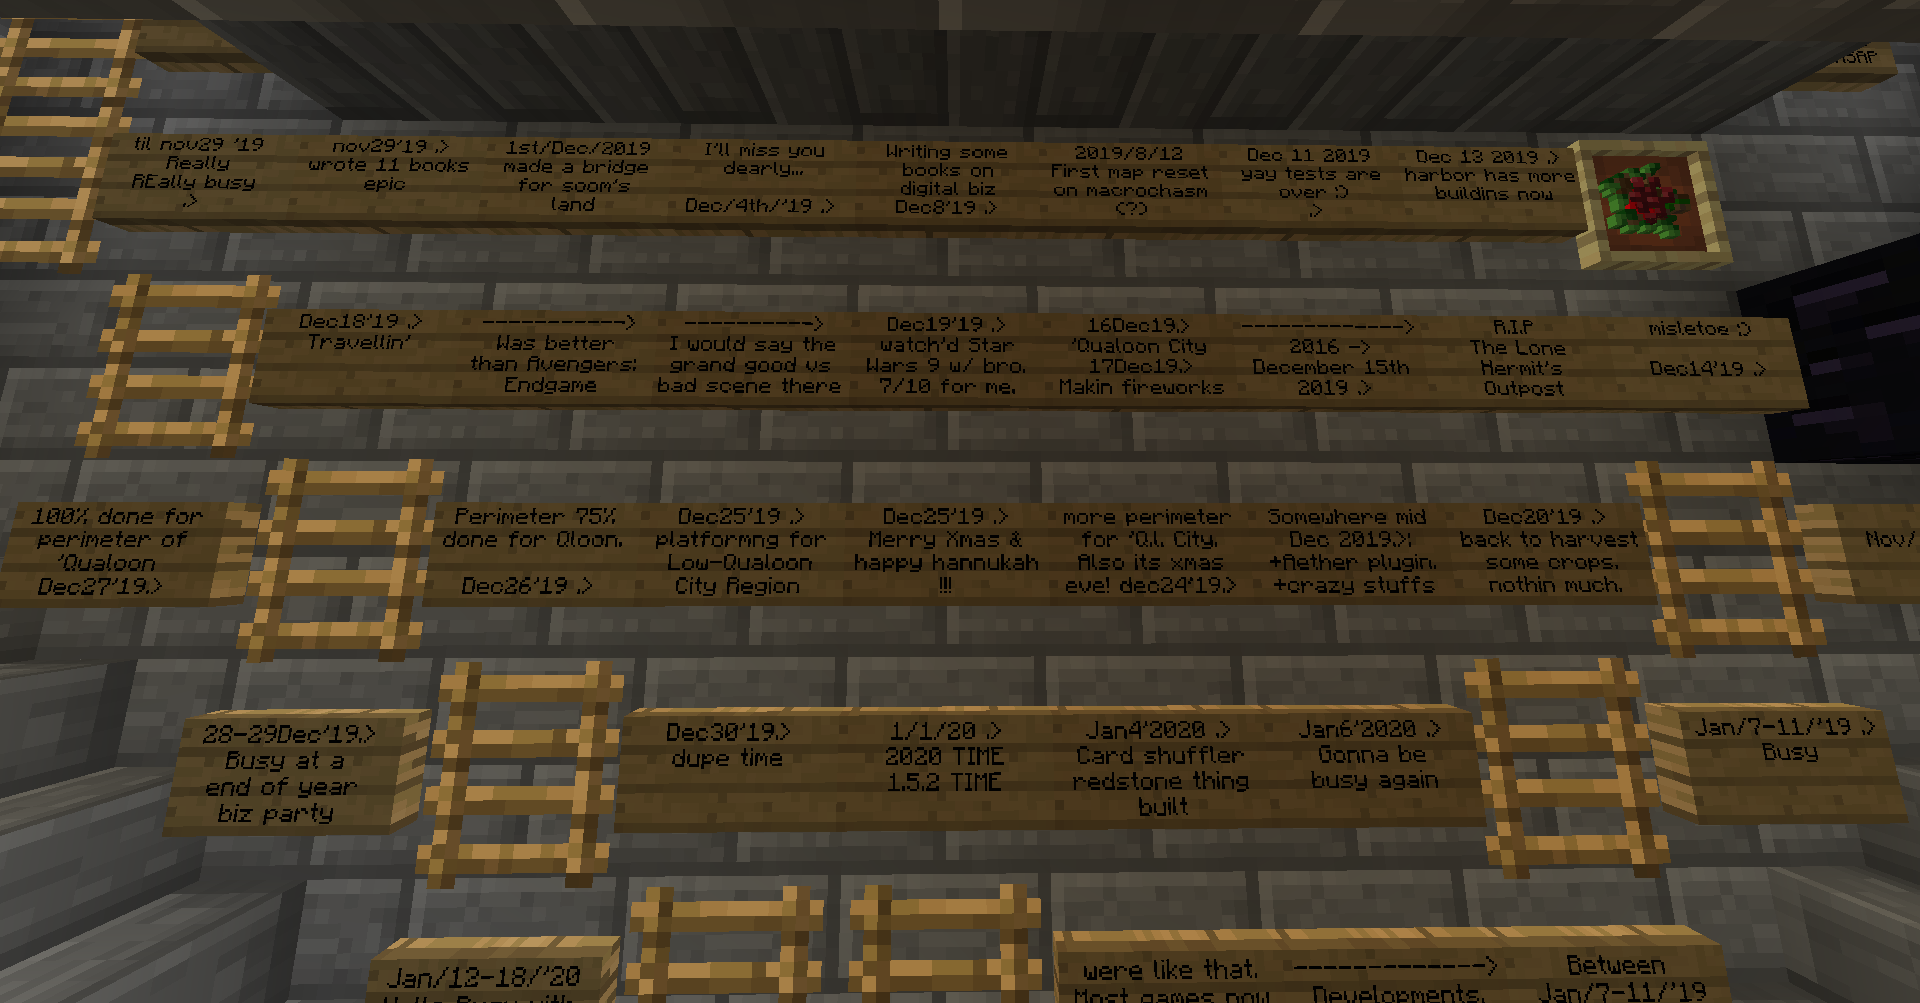 ASAP
til nov29 '19
Really
REally busy
.>
nov29'19 .>
wrote 11 books
epic
1st/Dec/2019
made a bridge
for soom's
land
I'll miss you
dearly...
Dec/4th/'19 .>
Writing some
books on
digital biz
Dec8'19 .>
2019/8/12
First map reset
on macrochasm
(?)
Dec 11 2019
yay tests are
over :)
.>
Dec 13 2019 .>
harbor has more
buildins now
Dec18'19 .>
Travellin'
----------->
Was better
than Avengers:
Endgame
---------->
I would say the
grand good vs
bad scene there
Dec19'19 .>
watch'd Star
Wars 9 w/ bro.
7/10 for me.
16Dec19.>
'Qualoon City
17Dec19.>
Makin fireworks
------------->
2016 ->
December 15th
2019 .>
R.I.P
The Lone
Hermit's
Outpost
misletoe :)
Dec14'19 .>
100% done for
perimeter of
'Qualoon
Dec27'19.>
Perimeter 75%
done for Qloon.
Dec26'19 .>
Dec25'19 .>
platformng for
Low-Qualoon
City Region
Dec25'19 .>
Merry Xmas &
happy hannukah
!!!
more perimeter
for 'Q.l. City.
Also its xmas
eve! dec24'19.>
Somewhere mid
Dec 2019.>:
+Aether plugin.
+crazy stuffs
Dec20'19 .>
back to harvest
some crops.
nothin much.
Nov/
28-29Dec'19.>
Busy at a
end of year
biz party
Dec30'19.>
dupe time
1/1/20 .>
2020 TIME
1.5.2 TIME
Jan4'2020 .>
Card shuffler
redstone thing
built
Jan6'2020 .>
Gonna be
busy again
Jan/7-11/'19 .>
Busy
Jan/12-18/'20
Hella Busy with
were like that.
Most games now
------------->
Developments.
Between
Jan/7-11/'19